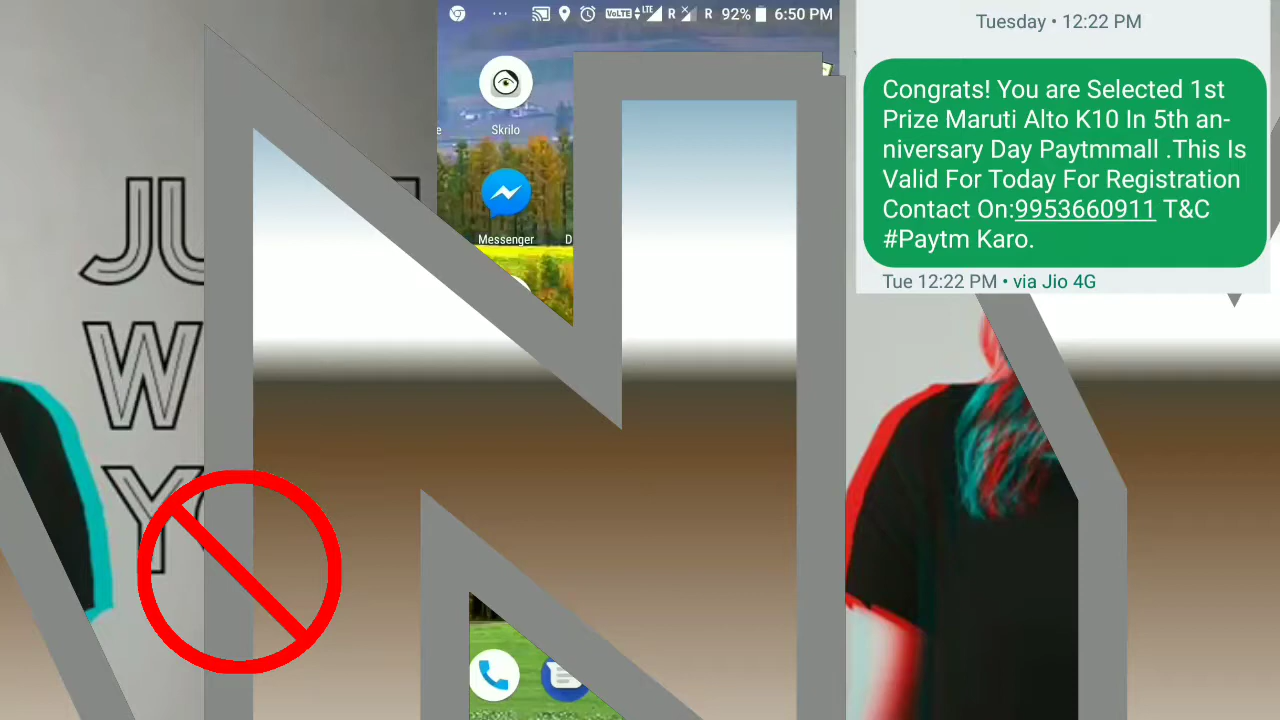 VoLTE LTE R R 92% 6:50 PM
Skrilo
Messenger
Tuesday • 12:22 PM
Congrats! You are Selected 1st
Prize Maruti Alto K10 In 5th an-
niversary Day Paytmmall .This Is
Valid For Today For Registration
Contact On:9953660911 T&C
#Paytm Karo.
Tue 12:22 PM • via Jio 4G